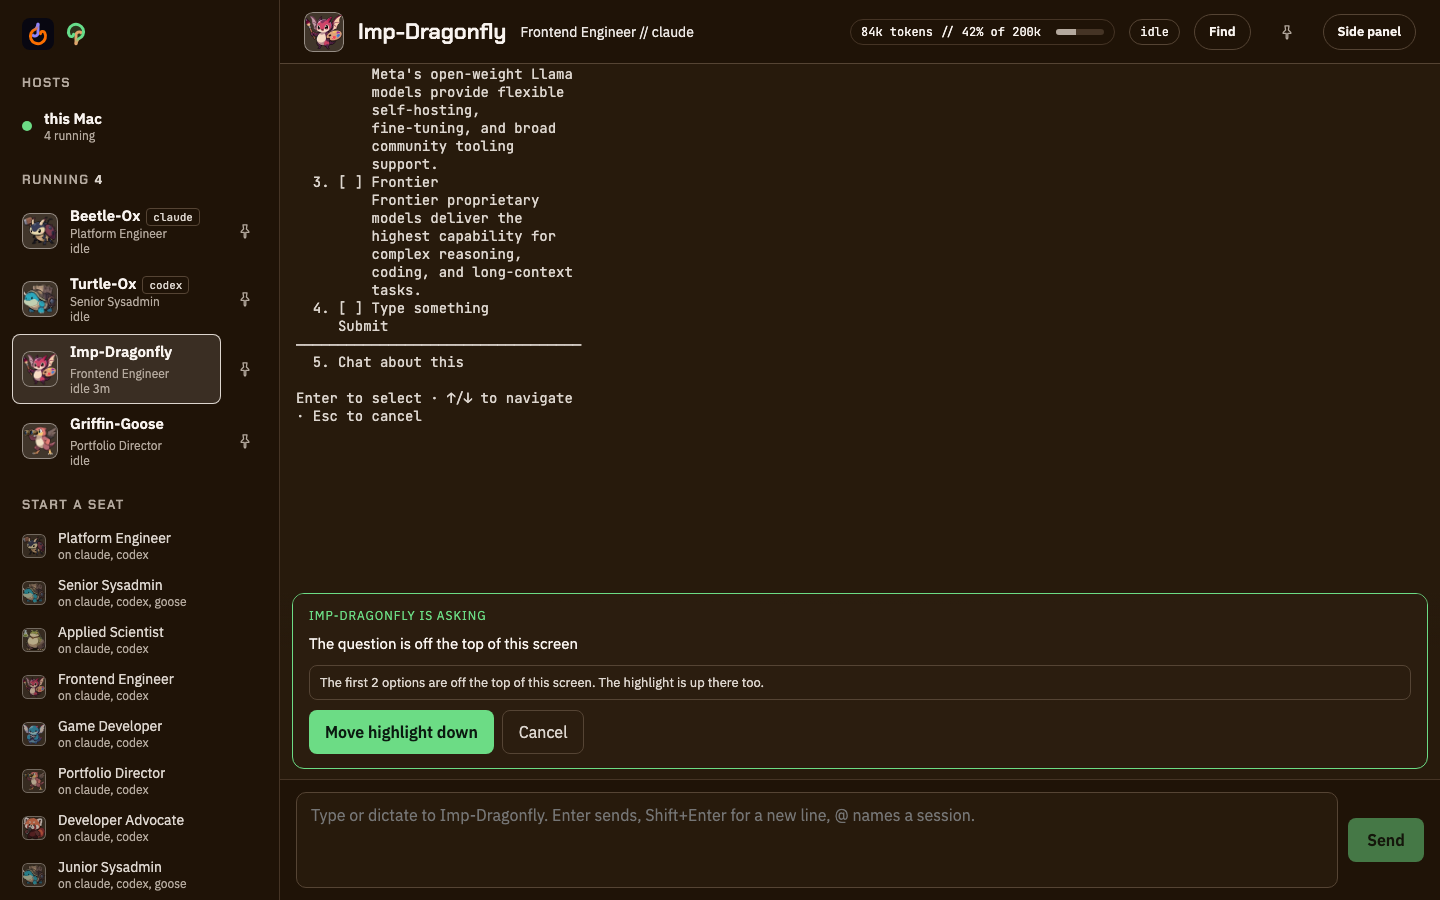 HOSTS
this Mac
4 running
RUNNING 4
Beetle-Ox claude
Platform Engineer
idle
Turtle-Ox codex
Senior Sysadmin
idle
Imp-Dragonfly
Frontend Engineer
idle 3m
Griffin-Goose
Portfolio Director
idle
START A SEAT
Platform Engineer
on claude, codex
Senior Sysadmin
on claude, codex, goose
Applied Scientist
on claude, codex
Frontend Engineer
on claude, codex
Game Developer
on claude, codex
Portfolio Director
on claude, codex
Developer Advocate
on claude, codex
Junior Sysadmin
on claude, codex, goose
Imp-Dragonfly Frontend Engineer // claude 84k tokens // 42% of 200k idle Find Side panel
Meta's open-weight Llama
models provide flexible
self-hosting,
fine-tuning, and broad
community tooling
support.
3. [ ] Frontier
Frontier proprietary
models deliver the
highest capability for
complex reasoning,
coding, and long-context
tasks.
4. [ ] Type something
Submit
5. Chat about this
Enter to select · ↑/↓ to navigate
· Esc to cancel
IMP-DRAGONFLY IS ASKING
The question is off the top of this screen
The first 2 options are off the top of this screen. The highlight is up there too.
Move highlight down Cancel
Type or dictate to Imp-Dragonfly. Enter sends, Shift+Enter for a new line, @ names a session.
Send